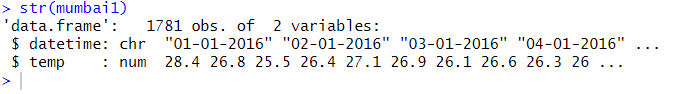 > str(mumbai1)
'data.frame':   1781 obs. of  2 variables:
 $ datetime: chr  "01-01-2016" "02-01-2016" "03-01-2016" "04-01-2016" ...
 $ temp    : num  28.4 26.8 25.5 26.4 27.1 26.9 26.1 26.6 26.3 26 ...
>